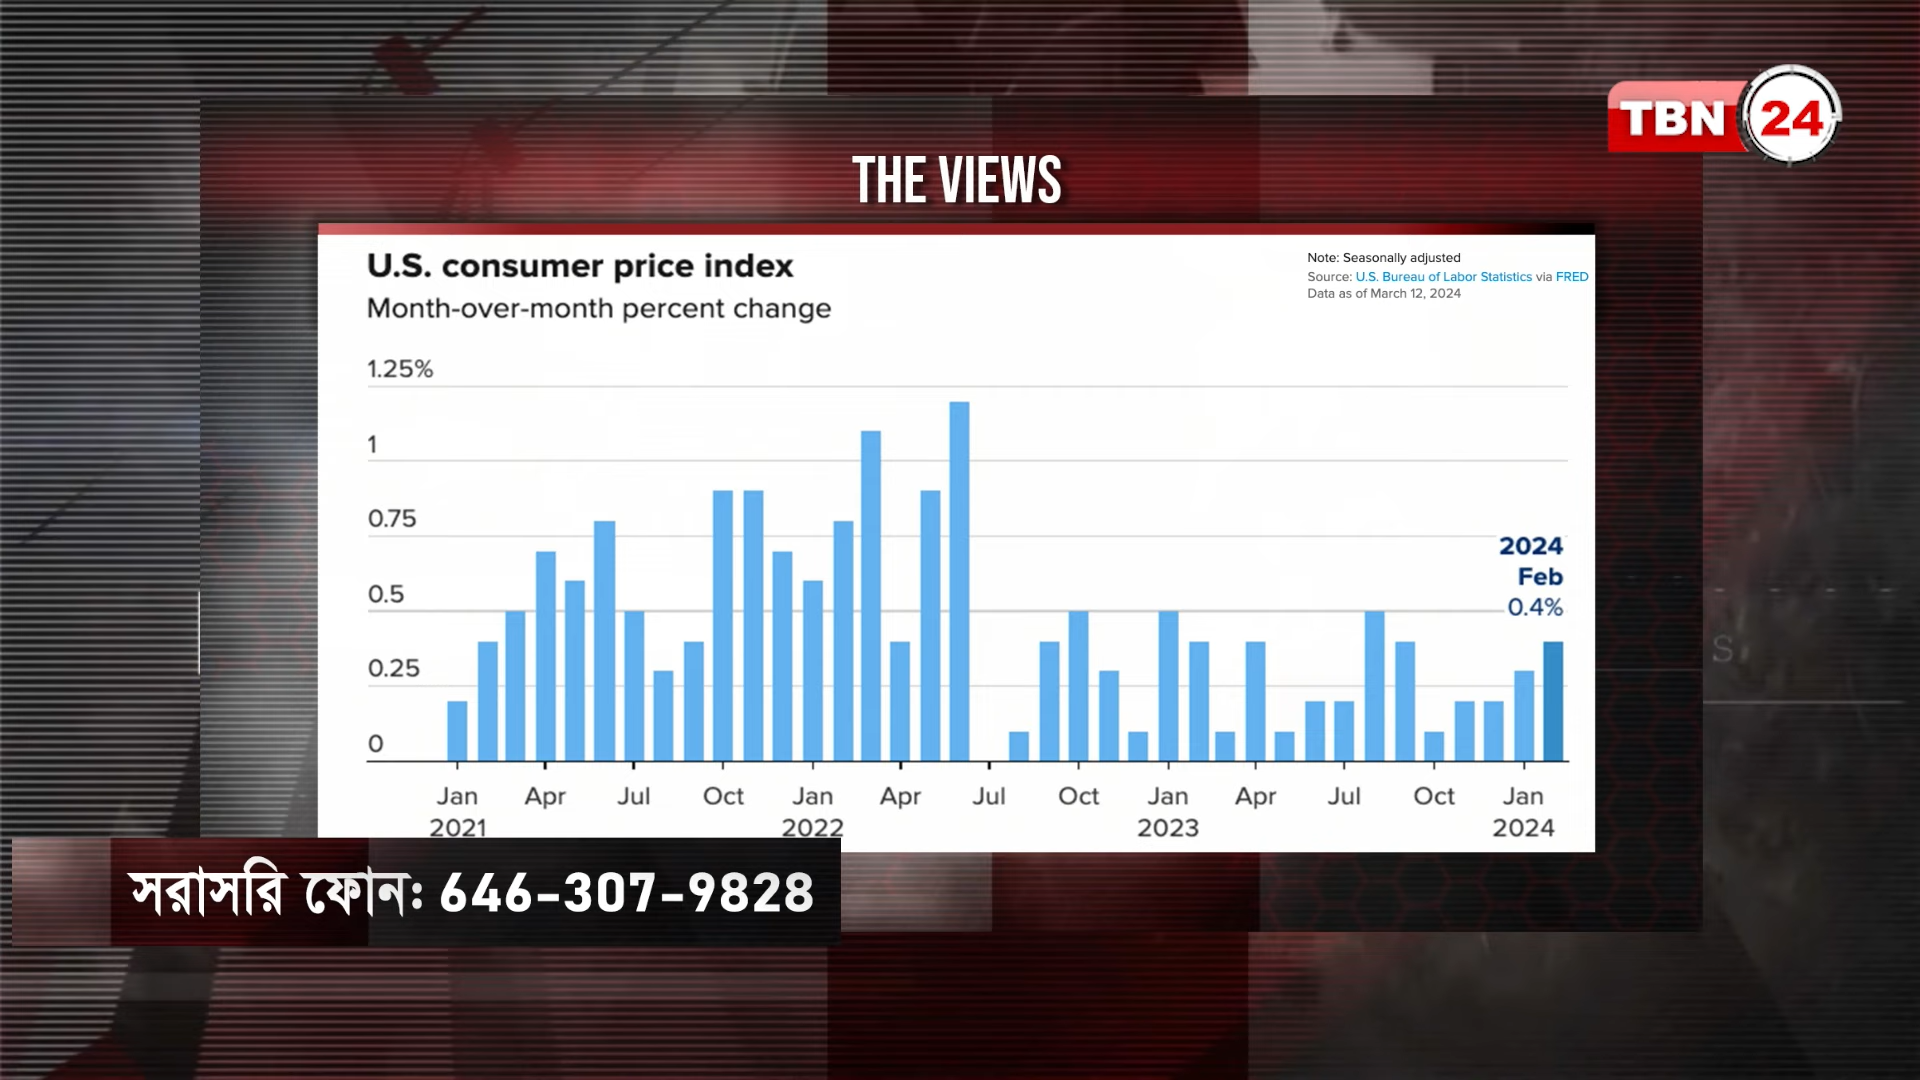 TBN 24
THE VIEWS
U.S. consumer price index
Month-over-month percent change
Note: Seasonally adjusted
Source: U.S. Bureau of Labor Statistics via FRED
Data as of March 12, 2024
1.25%
1
0.75
0.5
0.25
0
2024
Feb
0.4%
Jan Apr Jul Oct Jan Apr Jul Oct Jan Apr Jul Oct Jan
2021 2022 2023 2024
সরাসরি ফোন: 646-307-9828
S